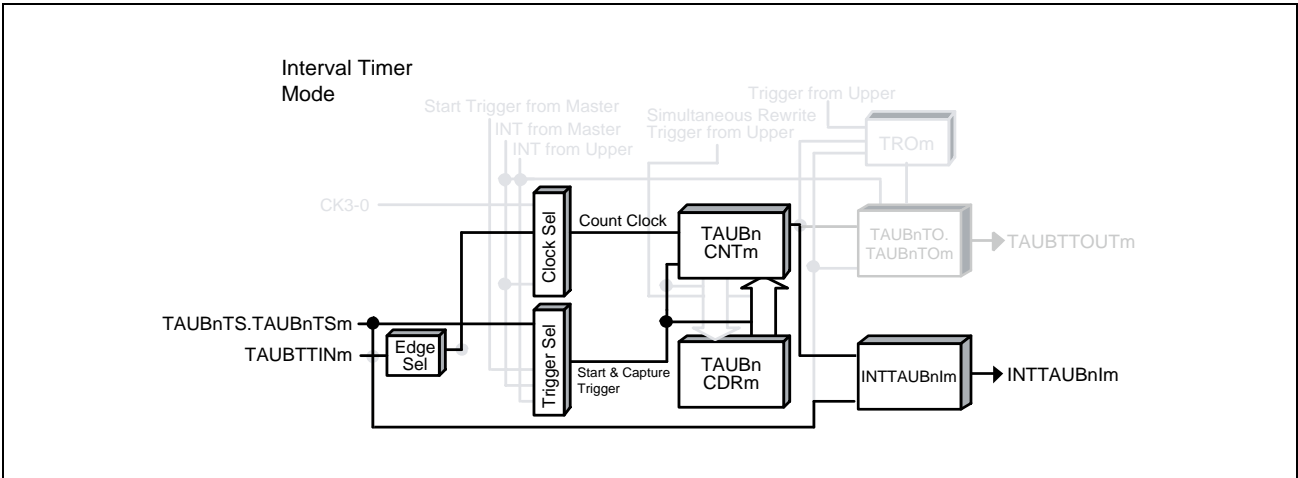 Interval Timer
Mode
Start Trigger from Master
INT from Master
INT from Upper
Simultaneous Rewrite
Trigger from Upper
Trigger from Upper
TROm
CK3-0
Clock Sel
Count Clock
TAUBn
CNTm
TAUBnTO.
TAUBnTOm
TAUBTTOUTm
TAUBnTS.TAUBnTSm
TAUBTTINm
Edge
Sel
Trigger Sel
Start & Capture
Trigger
TAUBn
CDRm
INTTAUBnIm
INTTAUBnIm